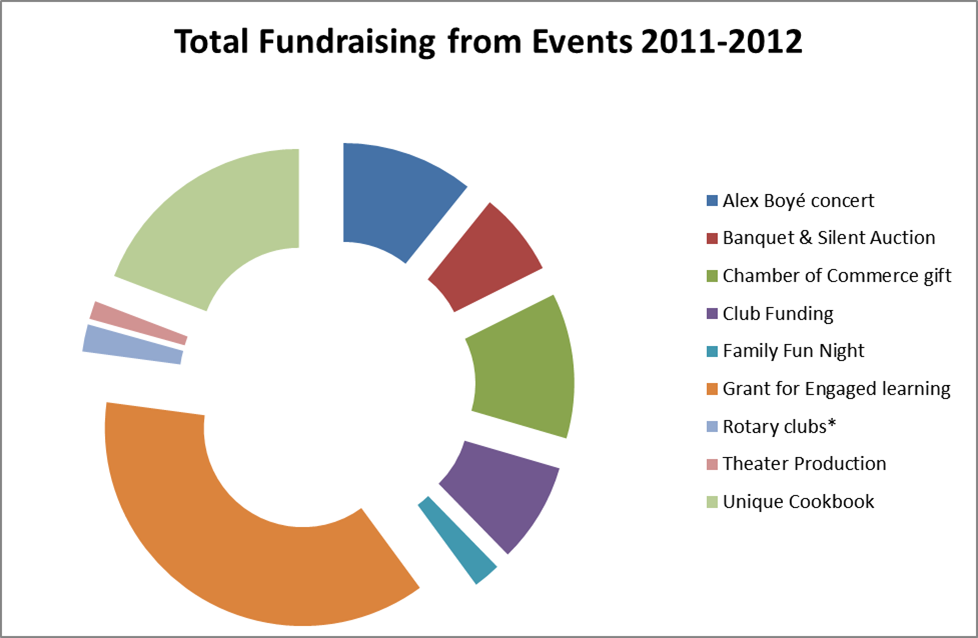 Total Fundraising from Events 2011-2012
Alex Boyé concert
Banquet & Silent Auction
Chamber of Commerce gift
Club Funding
Family Fun Night
Grant for Engaged learning
Rotary clubs*
Theater Production
Unique Cookbook